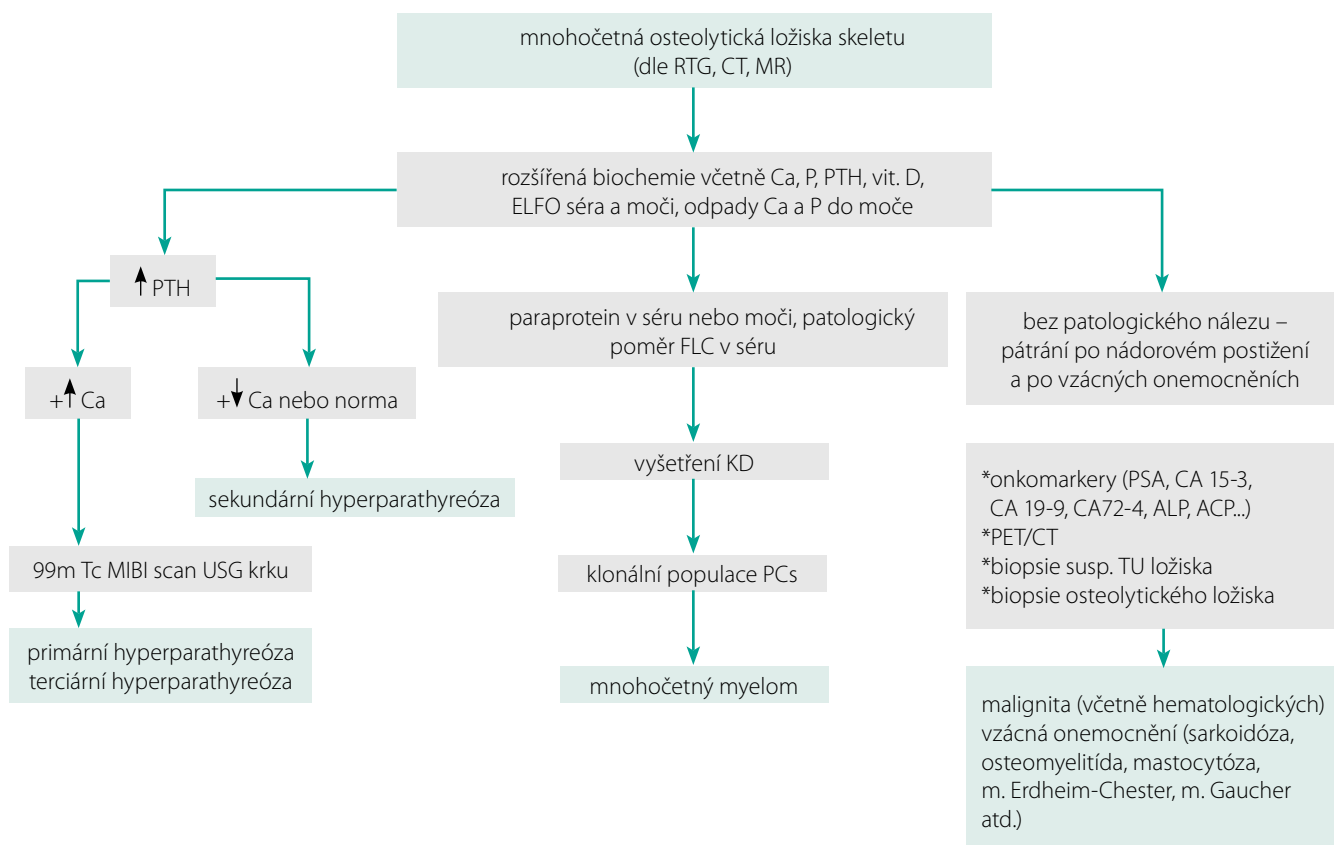 mnohočetná osteolytická ložiska skeletu
(dle RTG, CT, MR)
rozšířená biochemie včetně Ca, P, PTH, vit. D,
ELFO séra a moči, odpady Ca a P do moče
↑ PTH
+↑ Ca
+↓ Ca nebo norma
sekundární hyperparathyreóza
99m Tc MIBI scan USG krku
primární hyperparathyreóza
terciární hyperparathyreóza
paraprotein v séru nebo moči, patologický
poměr FLC v séru
vyšetření KD
klonální populace PCs
mnohočetný myelom
bez patologického nálezu –
pátrání po nádorovém postižení
a po vzácných onemocněních
*onkomarkery (PSA, CA 15-3,
CA 19-9, CA72-4, ALP, ACP...)
*PET/CT
*biopsie susp. TU ložiska
*biopsie osteolytického ložiska
malignita (včetně hematologických)
vzácná onemocnění (sarkoidóza,
osteomyelitída, mastocytóza,
m. Erdheim-Chester, m. Gaucher
atd.)